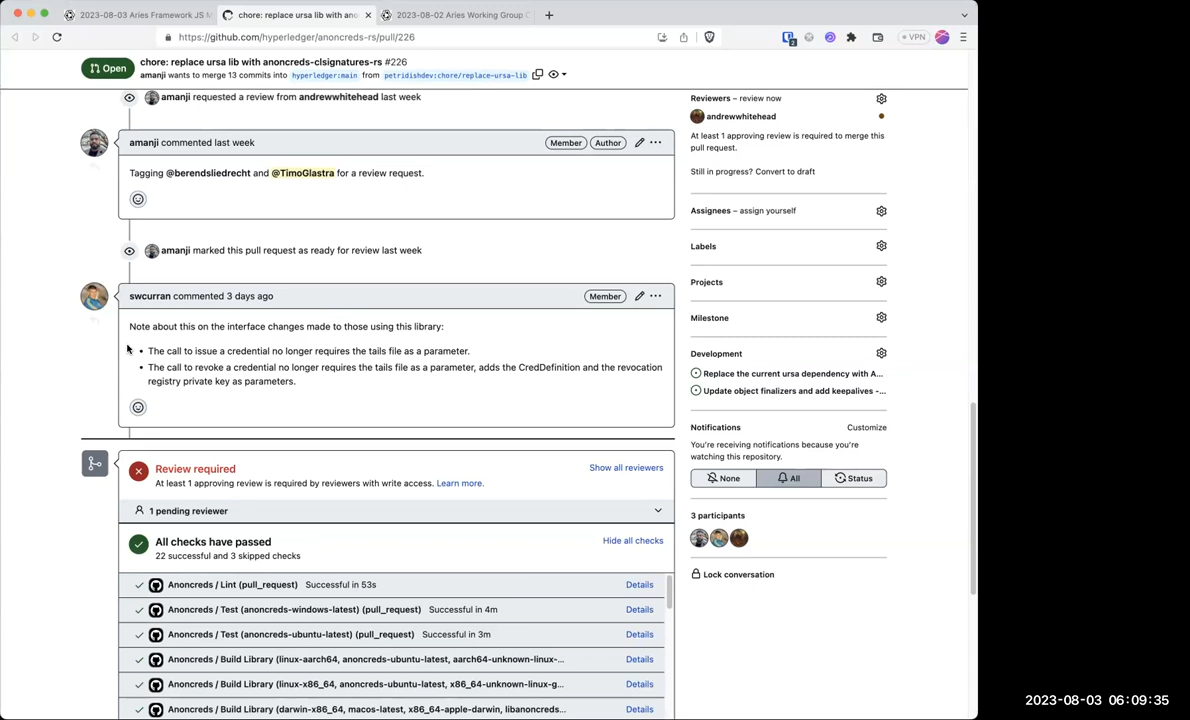 2023-08-03 Aries Framework JS M
chore: replace ursa lib with ano
2023-08-02 Aries Working Group C
https://github.com/hyperledger/anoncreds-rs/pull/226
2
VPN
Open
chore: replace ursa lib with anoncreds-clsignatures-rs #226
amanji wants to merge 13 commits into hyperledger:main from petridishdev:chore/replace-ursa-lib
amanji requested a review from andrewwhitehead last week
amanji commented last week
Member
Author
Tagging @berendsliedrecht and @TimoGlastra for a review request.
amanji marked this pull request as ready for review last week
swcurran commented 3 days ago
Member
Note about this on the interface changes made to those using this library:
• The call to issue a credential no longer requires the tails file as a parameter.
• The call to revoke a credential no longer requires the tails file as a parameter, adds the CredDefinition and the revocation
registry private key as parameters.
Review required
Show all reviewers
At least 1 approving review is required by reviewers with write access. Learn more.
1 pending reviewer
All checks have passed
Hide all checks
22 successful and 3 skipped checks
Anoncreds / Lint (pull_request) Successful in 53s Details
Anoncreds / Test (anoncreds-windows-latest) (pull_request) Successful in 4m Details
Anoncreds / Test (anoncreds-ubuntu-latest) (pull_request) Successful in 3m Details
Anoncreds / Build Library (linux-aarch64, anoncreds-ubuntu-latest, aarch64-unknown-linux-... Details
Anoncreds / Build Library (linux-x86_64, anoncreds-ubuntu-latest, x86_64-unknown-linux-g... Details
Anoncreds / Build Library (darwin-x86_64, macos-latest, x86_64-apple-darwin, libanoncreds... Details
Reviewers – review now
andrewwhitehead
At least 1 approving review is required to merge this
pull request.
Still in progress? Convert to draft
Assignees – assign yourself
Labels
Projects
Milestone
Development
Replace the current ursa dependency with A...
Update object finalizers and add keepalives -...
Notifications
Customize
You're receiving notifications because you're
watching this repository.
None
All
Status
3 participants
Lock conversation
2023-08-03 06:09:35